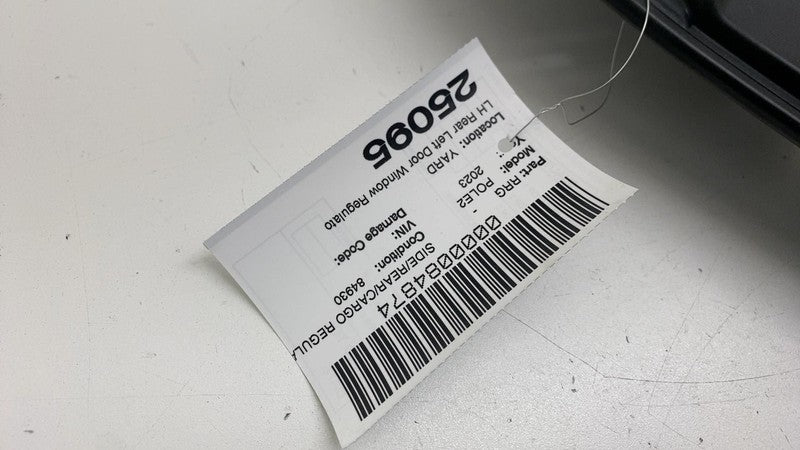 0000084874
Part: RRG - SIDE/REAR/CARGO REGULA
Model: POLE2 Condition: 84930
2023 VIN:
Location: YARD Damage Code:
LH Rear Left Door Window Regulato
25095